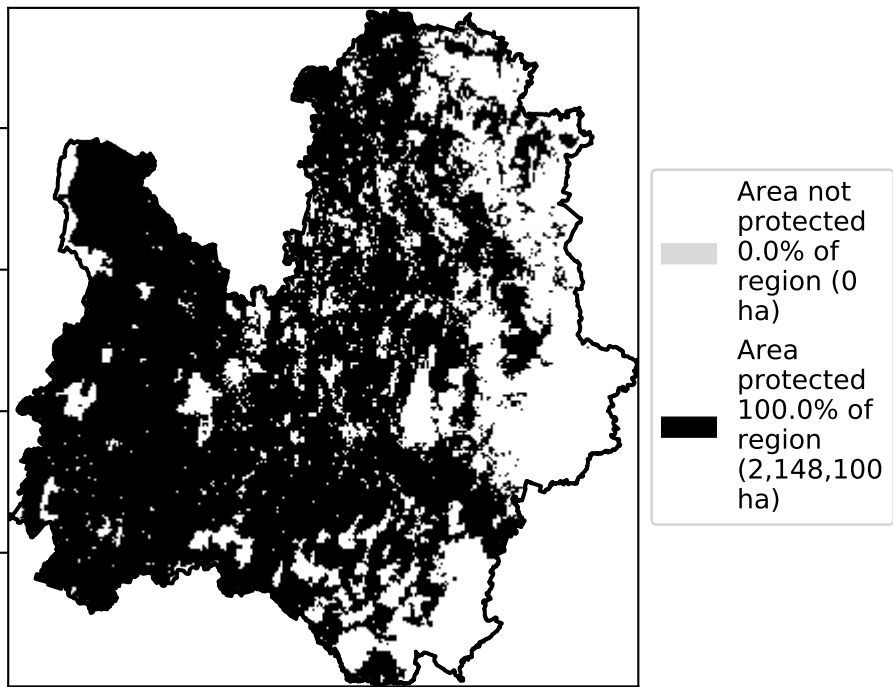 Area not
protected
0.0% of
region (0
ha)
Area
protected
100.0% of
region
(2,148,100
ha)